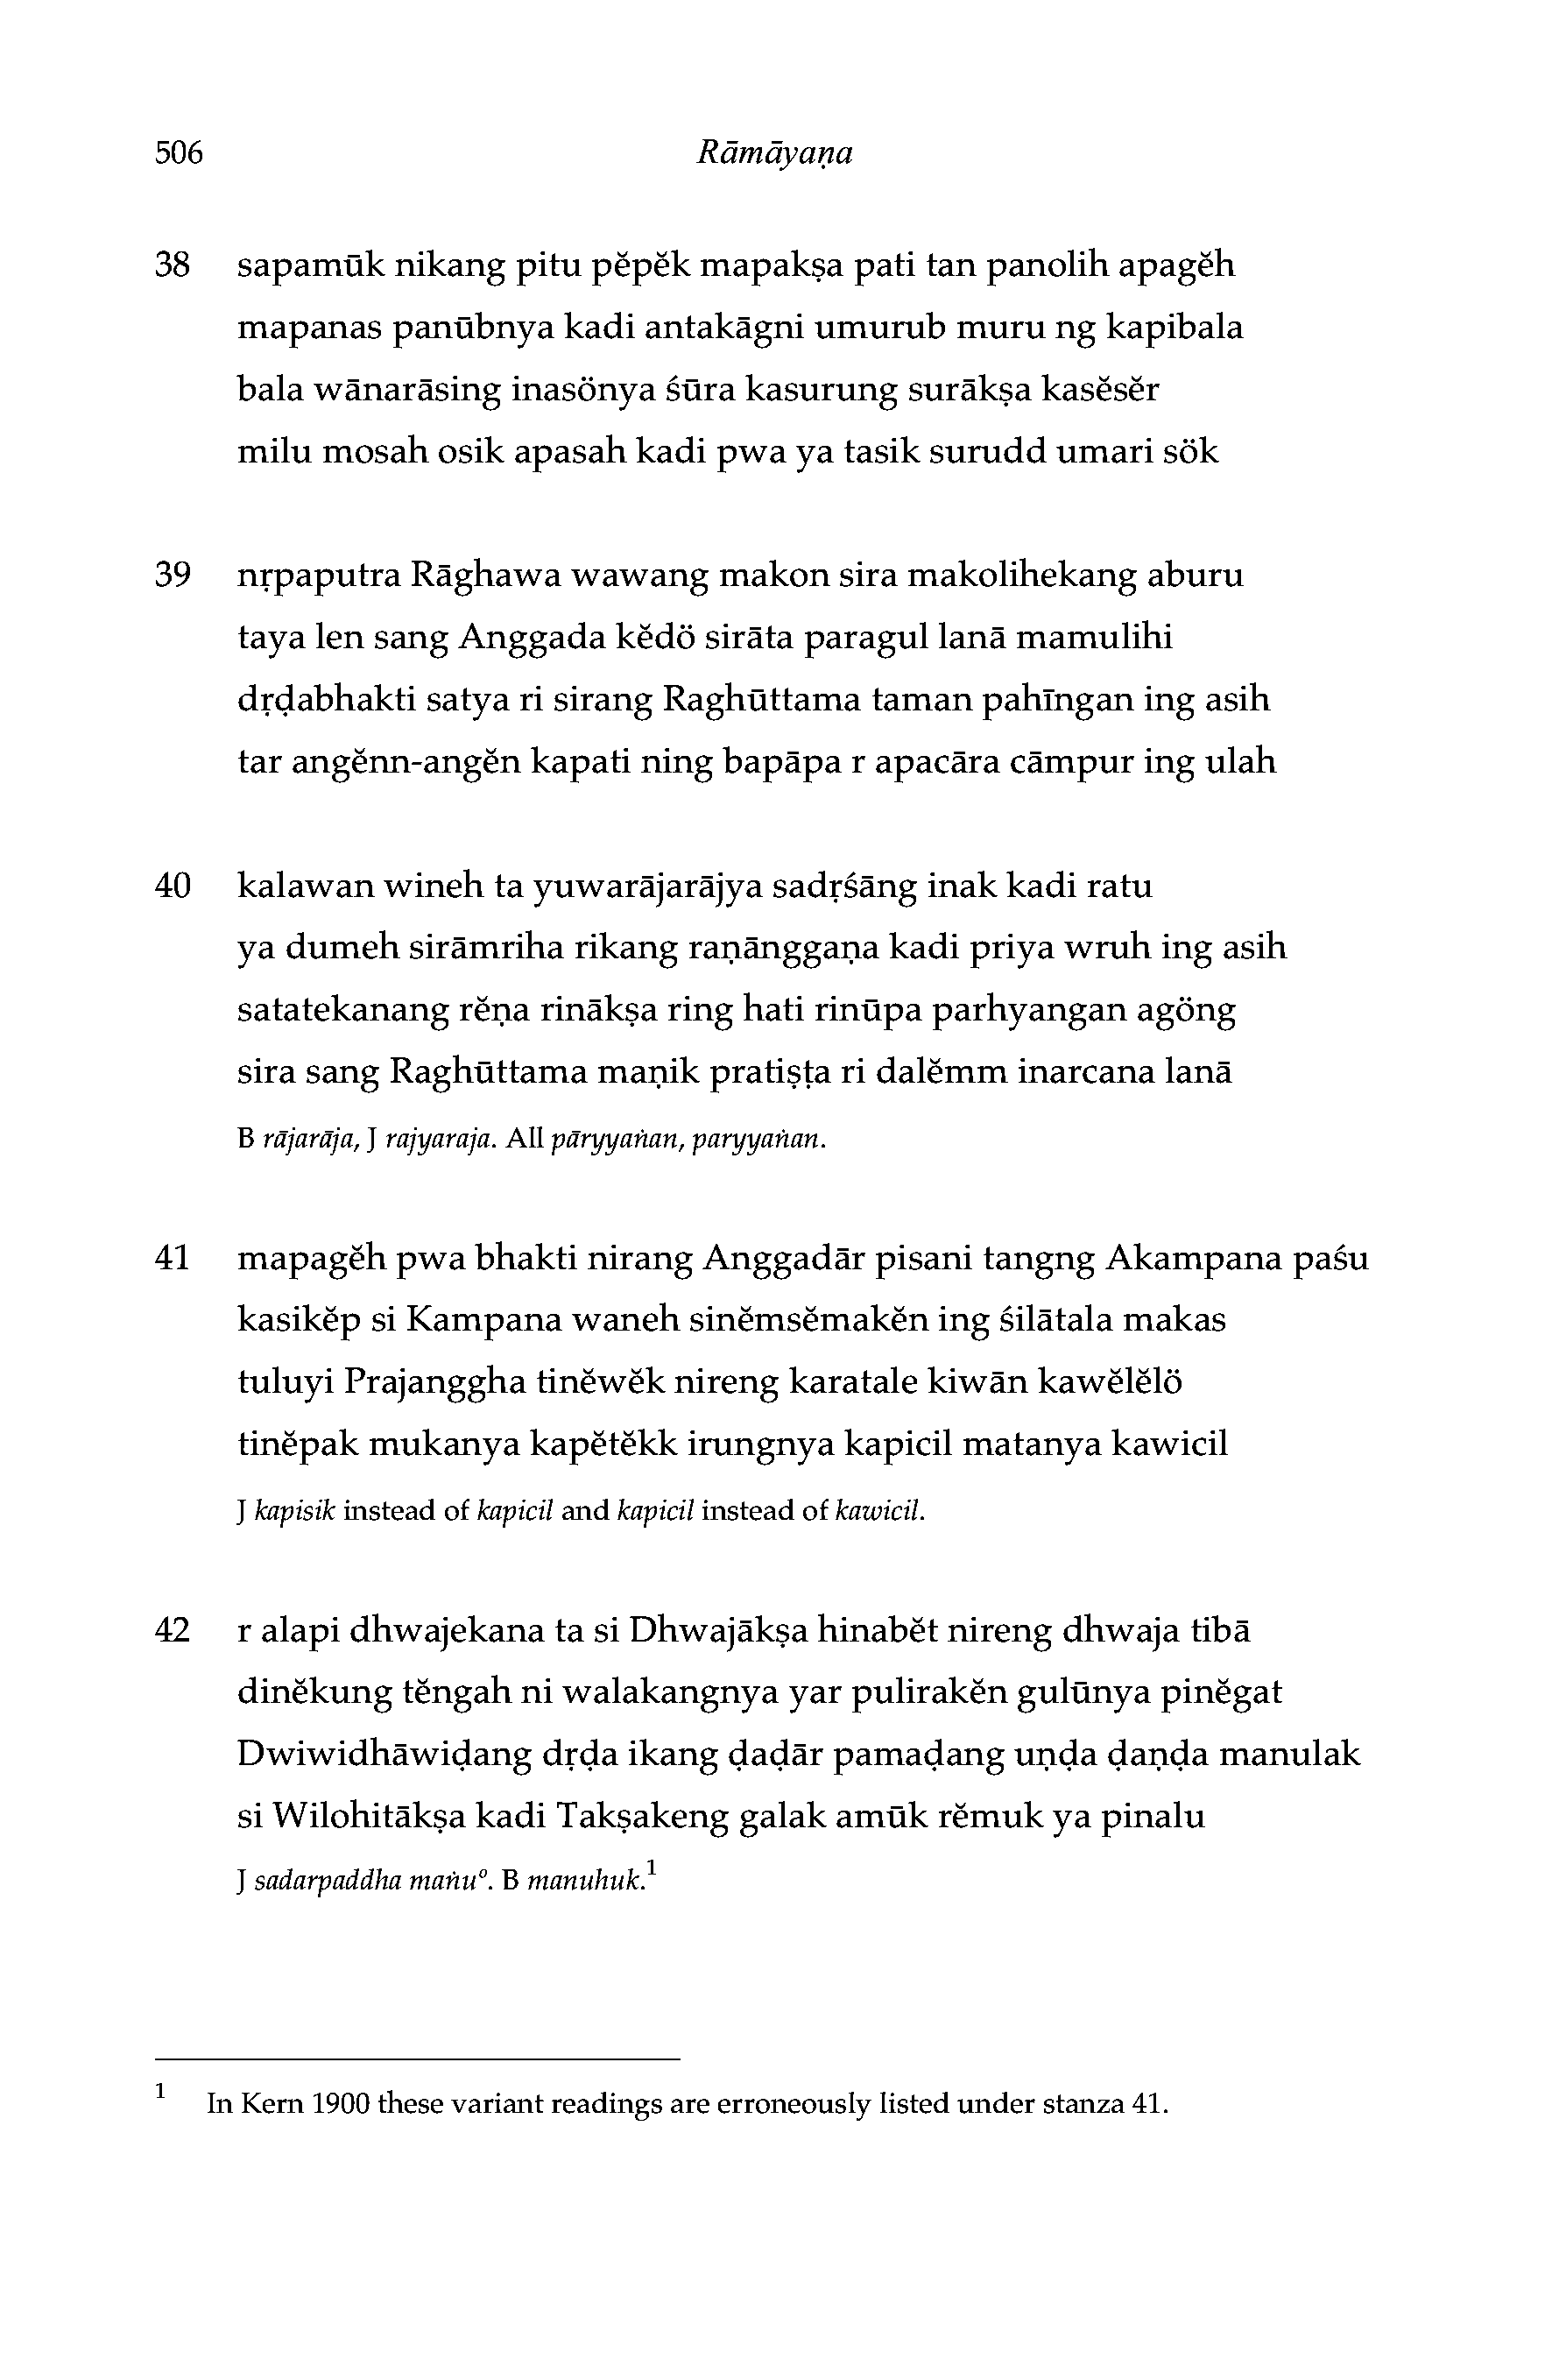 506 Rāmāyaṇa
38 sapamūk nikang pitu pĕpĕk mapakṣa pati tan panolih apagĕh
mapanas panūbnya kadi antakāgni umurub muru ng kapibala
bala wānarāsing inasönya śūra kasurung surākṣa kasĕsĕr
milu mosah osik apasah kadi pwa ya tasik surudd umari sök
39 nṛpaputra Rāghawa wawang makon sira makolihekang aburu
taya len sang Anggada kĕdö sirāta paragul lanā mamulihi
dṛḍabhakti satya ri sirang Raghūttama taman pahīngan ing asih
tar angĕnn-angĕn kapati ning bapāpa r apacāra cāmpur ing ulah
40 kalawan wineh ta yuwarājarājya sadṛśāng inak kadi ratu
ya dumeh sirāmriha rikang raṇānggaṇa kadi priya wruh ing asih
satatekanang rĕṇa rinākṣa ring hati rinūpa parhyangan agöng
sira sang Raghūttama maṇik pratiṣṭa ri dalĕmm inarcana lanā
B rājarāja, J rajyaraja. All pāryyaṅan, paryyaṅan.
41 mapagĕh pwa bhakti nirang Anggadār pisani tangng Akampana paśu
kasikĕp si Kampana waneh sinĕmsĕmakĕn ing śilātala makas
tuluyi Prajanggha tinĕwĕk nireng karatale kiwān kawĕlĕlö
tinĕpak mukanya kapĕtĕkk irungnya kapicil matanya kawicil
J kapisik instead of kapicil and kapicil instead of kawicil.
42 r alapi dhwajekana ta si Dhwajākṣa hinabĕt nireng dhwaja tibā
dinĕkung tĕngah ni walakangnya yar pulirakĕn gulūnya pinĕgat
Dwiwidhāwiḍang dṛḍa ikang ḍaḍār pamaḍang uṇḍa ḍaṇḍa manulak
si Wilohitākṣa kadi Takṣakeng galak amūk rĕmuk ya pinalu
J sadarpaddha maṅuº. B manuhuk.¹
¹ In Kern 1900 these variant readings are erroneously listed under stanza 41.